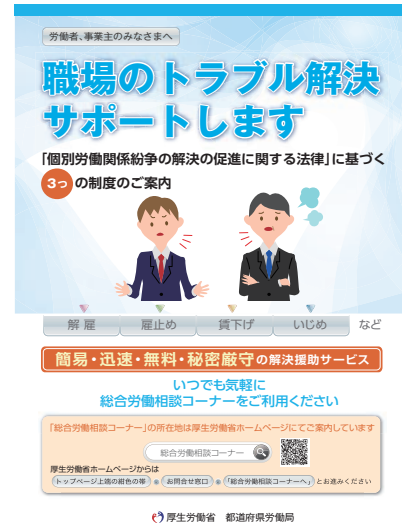 労働者、事業主のみなさまへ
職場のトラブル解決
サポートします
「個別労働関係紛争の解決の促進に関する法律」に基づく
3つの制度のご案内
解雇 雇止め 賃下げ いじめ など
簡易・迅速・無料・秘密厳守の解決援助サービス
いつでも気軽に
総合労働相談コーナーをご利用ください
「総合労働相談コーナー」の所在地は厚生労働省ホームページにてご案内しています
総合労働相談コーナー
厚生労働省ホームページからは
トップページ上端の紺色の帯 お問合せ窓口 「総合労働相談コーナーへ」 とお進みください
厚生労働省 都道府県労働局